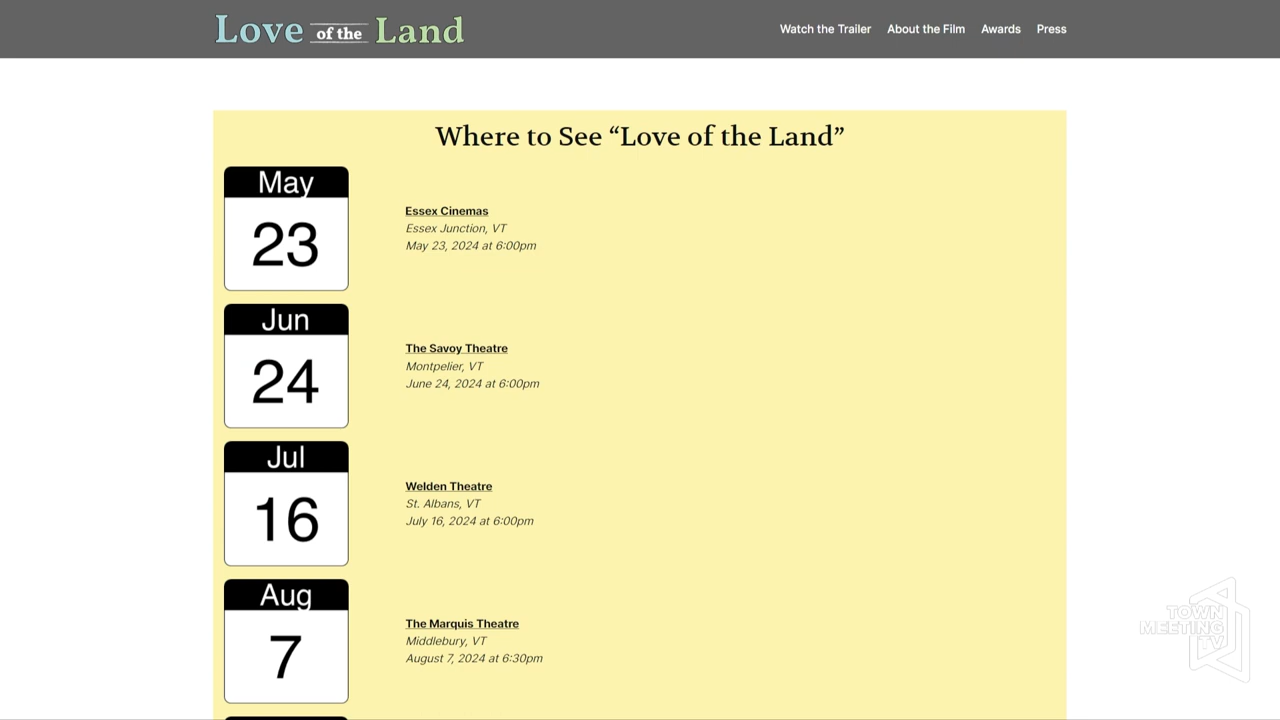 Love of the Land
Watch the Trailer About the Film Awards Press
Where to See “Love of the Land”
May
23
Essex Cinemas
Essex Junction, VT
May 23, 2024 at 6:00pm
Jun
24
The Savoy Theatre
Montpelier, VT
June 24, 2024 at 6:00pm
Jul
16
Welden Theatre
St. Albans, VT
July 16, 2024 at 6:00pm
Aug
7
The Marquis Theatre
Middlebury, VT
August 7, 2024 at 6:30pm
TOWN
MEETING
TV